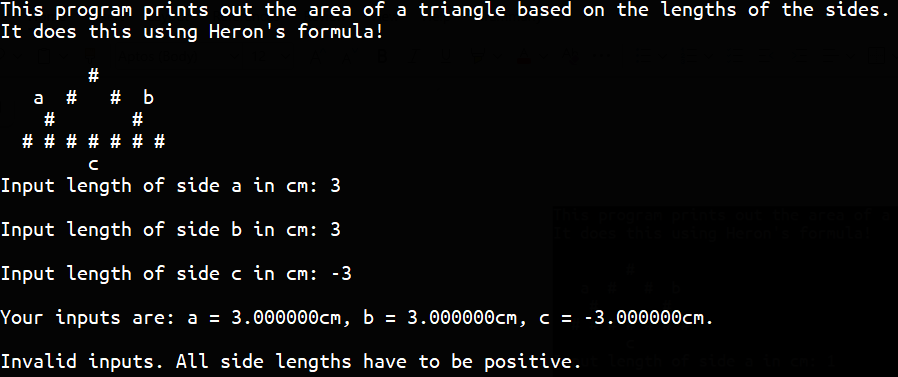 This program prints out the area of a triangle based on the lengths of the sides.
It does this using Heron's formula!
#
a # # b
# #
# # # # # # #
c
Input length of side a in cm: 3
Input length of side b in cm: 3
Input length of side c in cm: -3
Your inputs are: a = 3.000000cm, b = 3.000000cm, c = -3.000000cm.
Invalid inputs. All side lengths have to be positive.